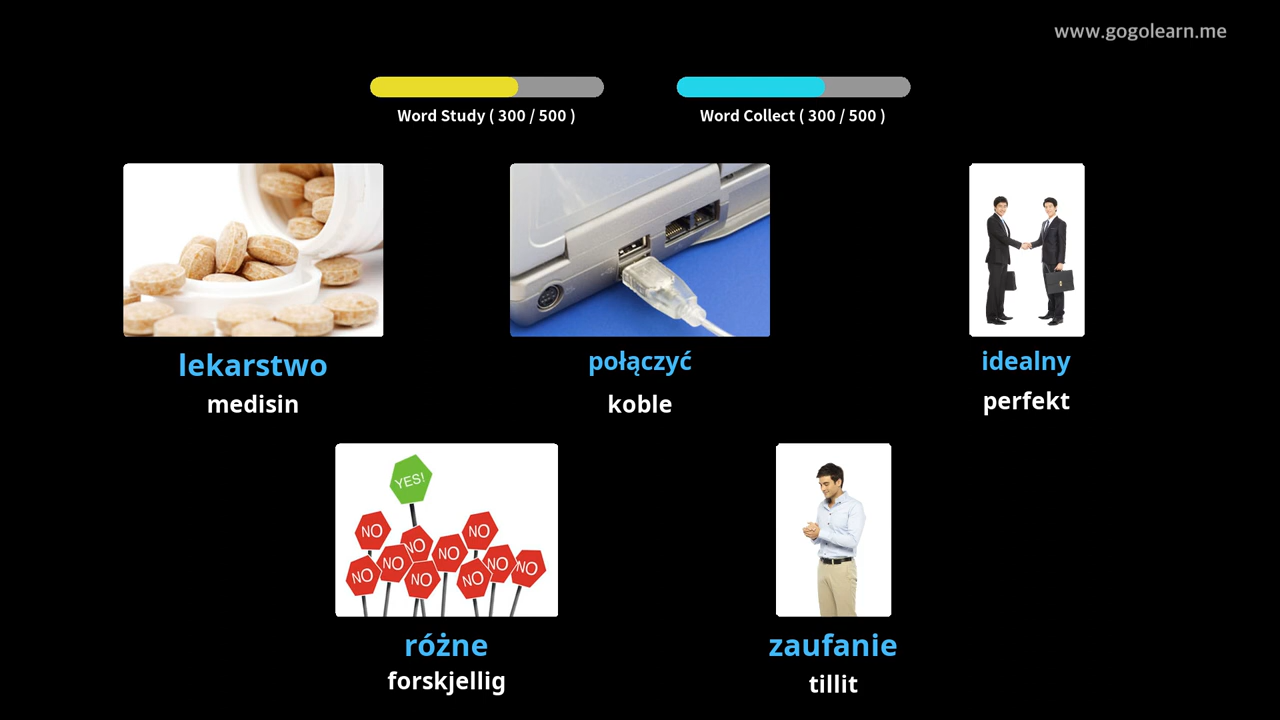 www.gogolearn.me
Word Study ( 300 / 500 )
Word Collect ( 300 / 500 )
lekarstwo
medisin
połączyć
koble
idealny
perfekt
YES!
NO
NO
NO
NO
NO
NO
NO
NO
NO
NO
różne
forskjellig
zaufanie
tillit